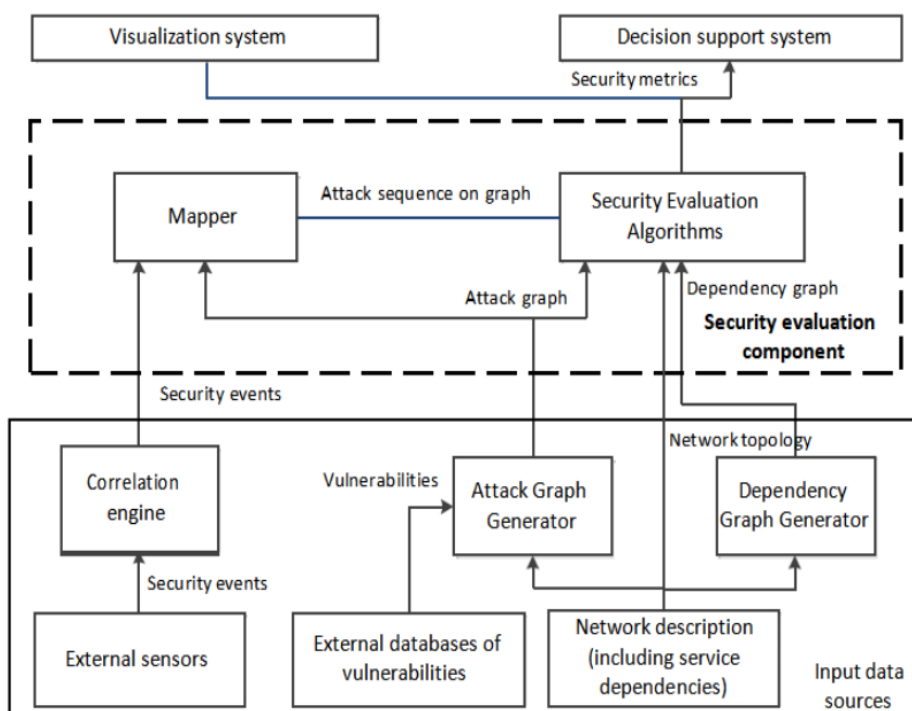 Visualization system
Decision support system
Security metrics
Mapper
Attack sequence on graph
Security Evaluation
Algorithms
Attack graph
Dependency graph
Security evaluation
component
Security events
Network topology
Correlation
engine
Vulnerabilities
Attack Graph
Generator
Dependency
Graph Generator
Security events
External sensors
External databases of
vulnerabilities
Network description
(including service
dependencies)
Input data
sources